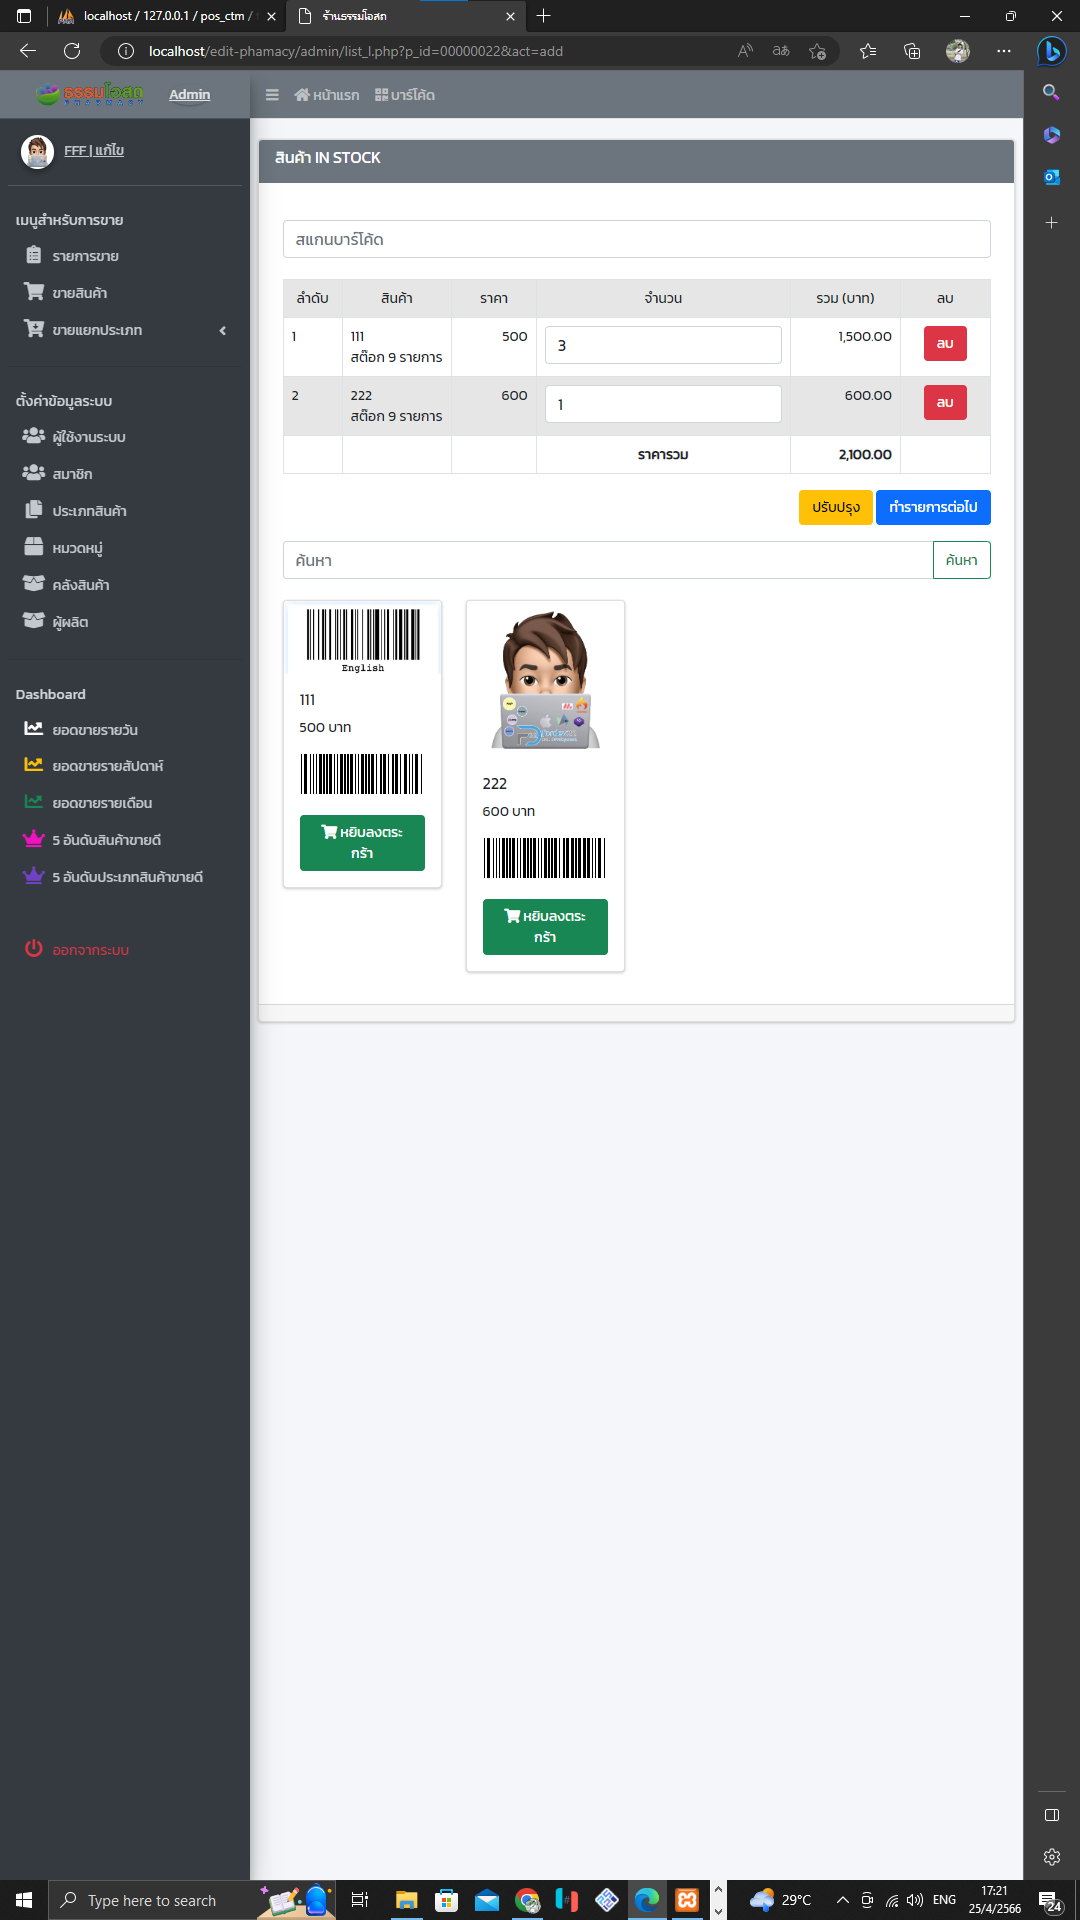 localhost / 127.0.0.1 / pos_ctm /
ร้านธรรมโอสถ
localhost/edit-phamacy/admin/list_l.php?p_id=00000022&act=add
ธรรมโอสถ
Admin
หน้าแรก
บาร์โค้ด
FFF | แก้ไข
เมนูสำหรับการขาย
รายการขาย
ขายสินค้า
ขายแยกประเภท
ตั้งค่าข้อมูลระบบ
ผู้ใช้งานระบบ
สมาชิก
ประเภทสินค้า
หมวดหมู่
คลังสินค้า
ผู้ผลิต
Dashboard
ยอดขายรายวัน
ยอดขายรายสัปดาห์
ยอดขายรายเดือน
5 อันดับสินค้าขายดี
5 อันดับประเภทสินค้าขายดี
ออกจากระบบ
สินค้า IN STOCK
สแกนบาร์โค้ด
ลำดับ สินค้า ราคา จำนวน รวม (บาท) ลบ
1 111 500 3 1,500.00 ลบ
สต๊อก 9 รายการ
2 222 600 1 600.00 ลบ
สต๊อก 9 รายการ
ราคารวม 2,100.00
ปรับปรุง ทำรายการต่อไป
ค้นหา ค้นหา
English
111
500 บาท
หยิบลงตระ
กร้า
222
600 บาท
หยิบลงตระ
กร้า
Type here to search
29°C
ENG
17:21
25/4/2566
24